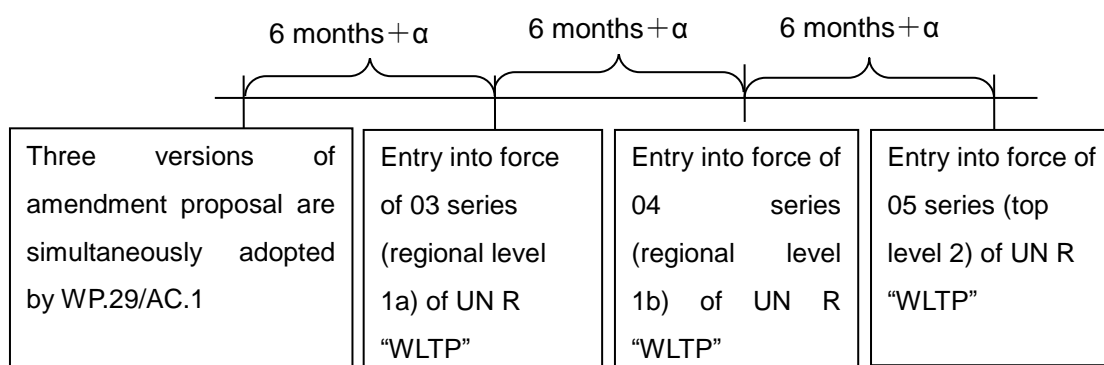 6 months+α
6 months+α
6 months+α
Three versions of
amendment proposal are
simultaneously adopted
by WP.29/AC.1
Entry into force
of 03 series
(regional level
1a) of UN R
“WLTP”
Entry into force of
04 series
(regional level
1b) of UN R
“WLTP”
Entry into force of
05 series (top
level 2) of UN R
“WLTP”